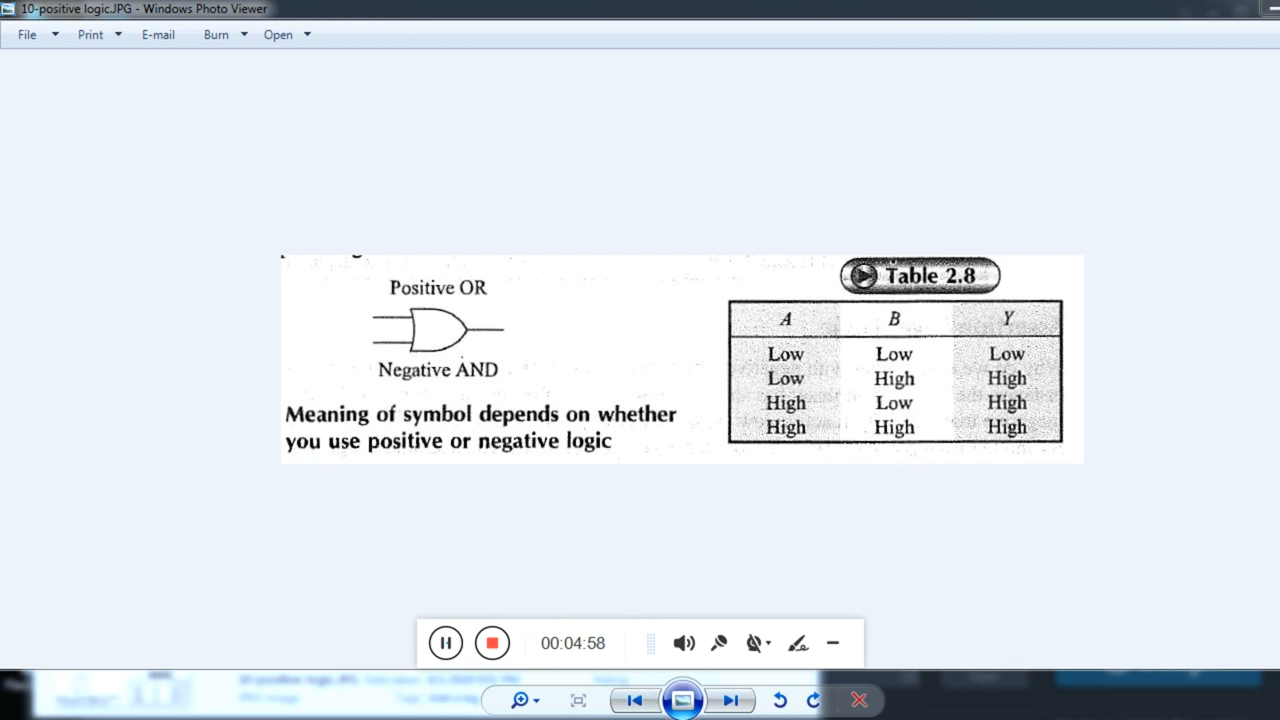 10-positive logic.JPG - Windows Photo Viewer
File Print E-mail Burn Open
Positive OR
Negative AND
Meaning of symbol depends on whether
you use positive or negative logic
Table 2.8
A B Y
Low Low Low
Low High High
High Low High
High High High
00:04:58